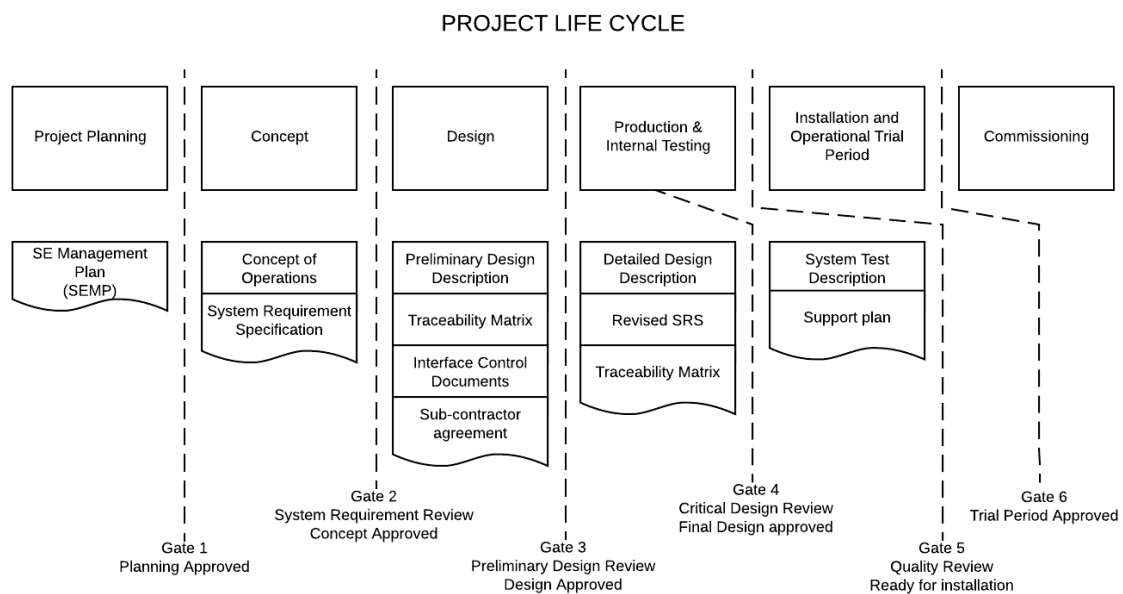 PROJECT LIFE CYCLE
Project Planning
Concept
Design
Production &
Internal Testing
Installation and
Operational Trial
Period
Commissioning
SE Management
Plan
(SEMP)
Concept of
Operations
System Requirement
Specification
Preliminary Design
Description
Traceability Matrix
Interface Control
Documents
Sub-contractor
agreement
Detailed Design
Description
Revised SRS
Traceability Matrix
System Test
Description
Support plan
Gate 1
Planning Approved
Gate 2
System Requirement Review
Concept Approved
Gate 3
Preliminary Design Review
Design Approved
Gate 4
Critical Design Review
Final Design approved
Gate 5
Quality Review
Ready for installation
Gate 6
Trial Period Approved